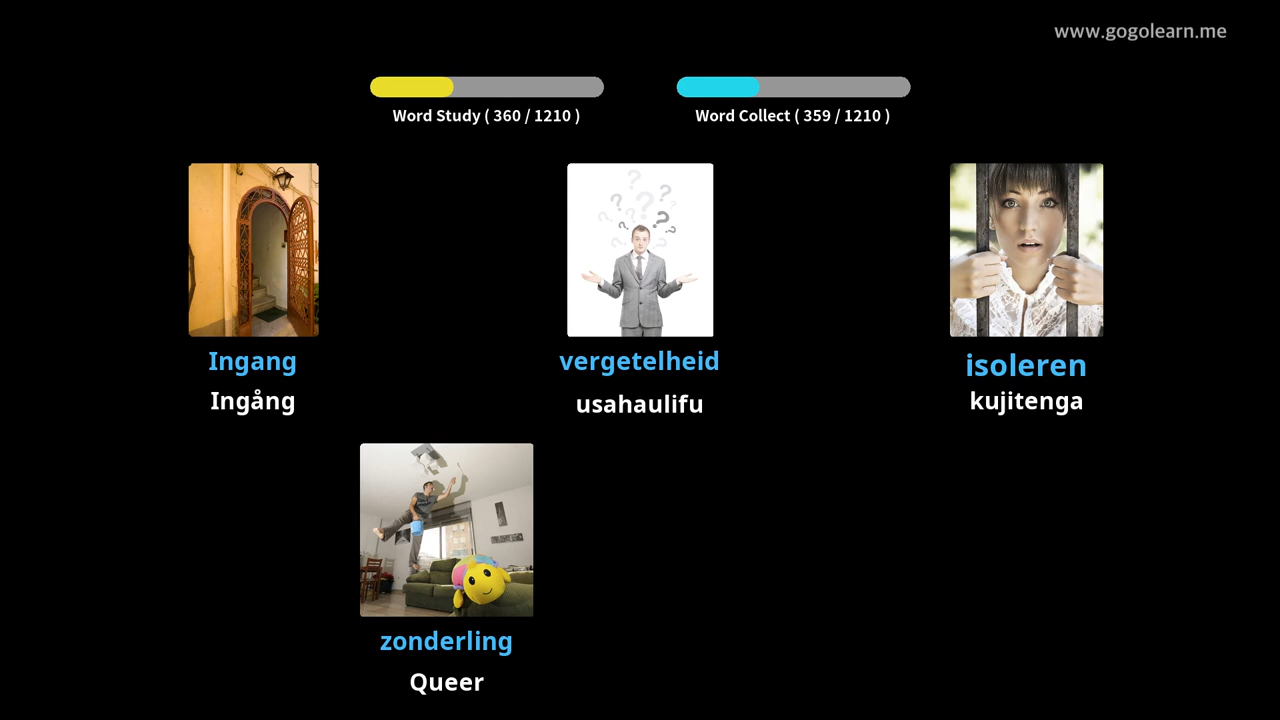 www.gogolearn.me
Word Study ( 360 / 1210 )
Word Collect ( 359 / 1210 )
Ingang
Ingång
vergetelheid
usahaulifu
isoleren
kujitenga
zonderling
Queer